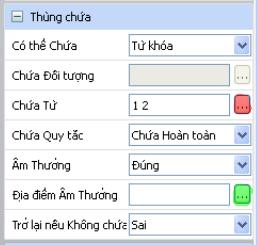 Thùng chứa
Có thể Chứa Từ khóa
Chứa Đối tượng ...
Chứa Từ 1 2 ...
Chứa Quy tắc Chứa Hoàn toàn
Âm Thưởng Đúng
Địa điểm Âm Thưởng ...
Trở lại nếu Không chứa Sai